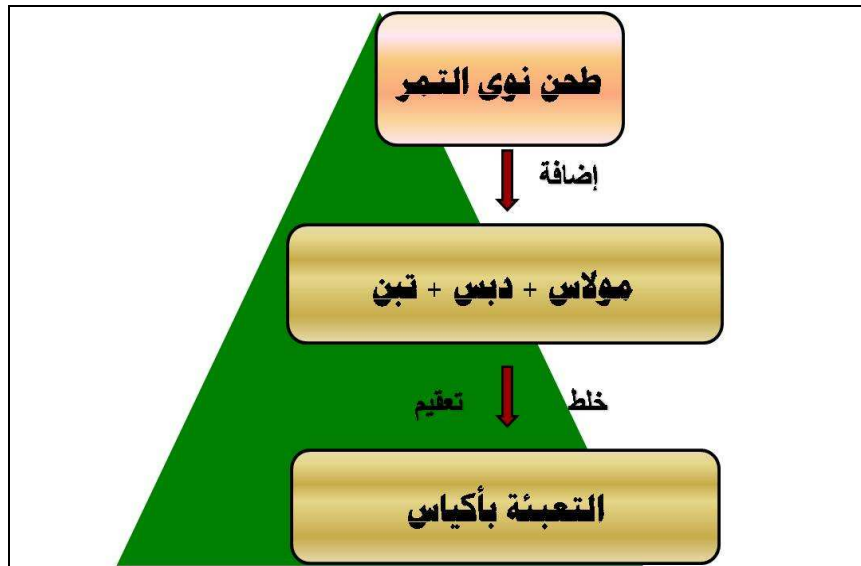 طحن نوى التمر
إضافة
مولاس + دبس + تبن
خلط تعقيم
التعبئة بأكياس